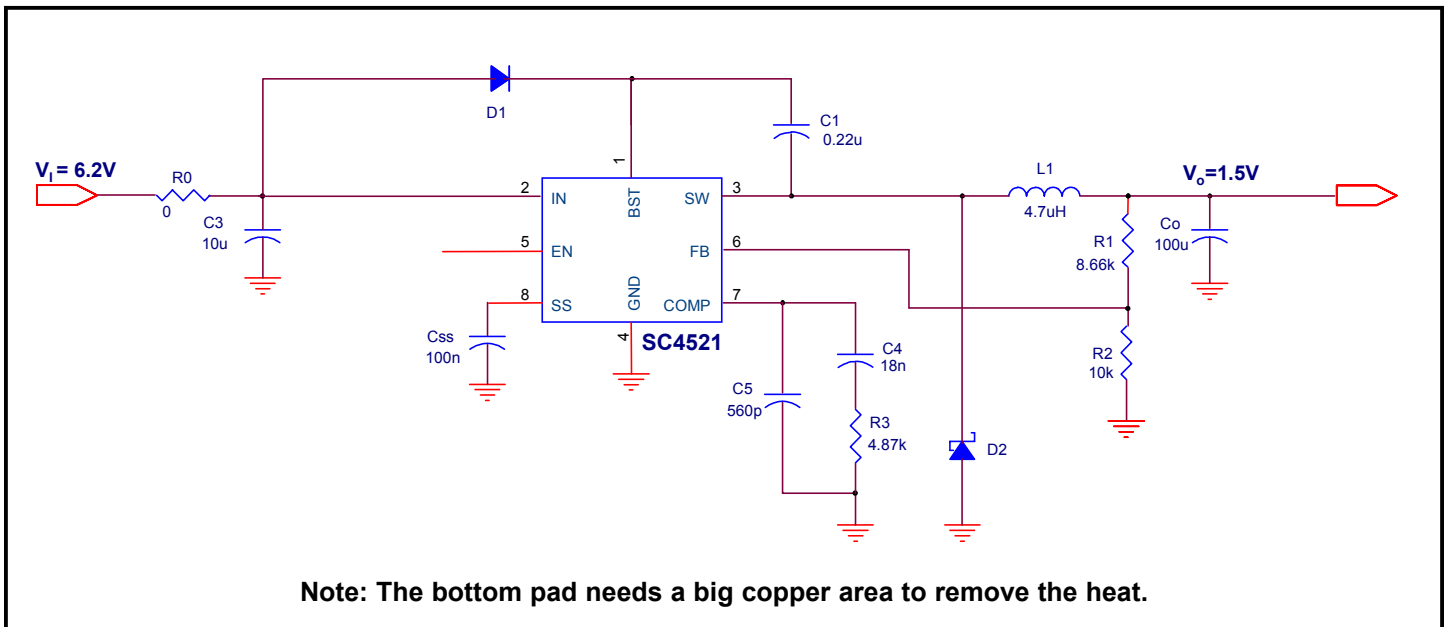 D1
C1
0.22u
V_I = 6.2V
R0
0
C3
10u
1
2
IN
BST
SW
3
L1
4.7uH
V_o=1.5V
R1
8.66k
Co
100u
5
EN
FB
6
8
SS
GND
COMP
7
4
SC4521
Css
100n
C4
18n
C5
560p
R3
4.87k
R2
10k
D2
Note: The bottom pad needs a big copper area to remove the heat.